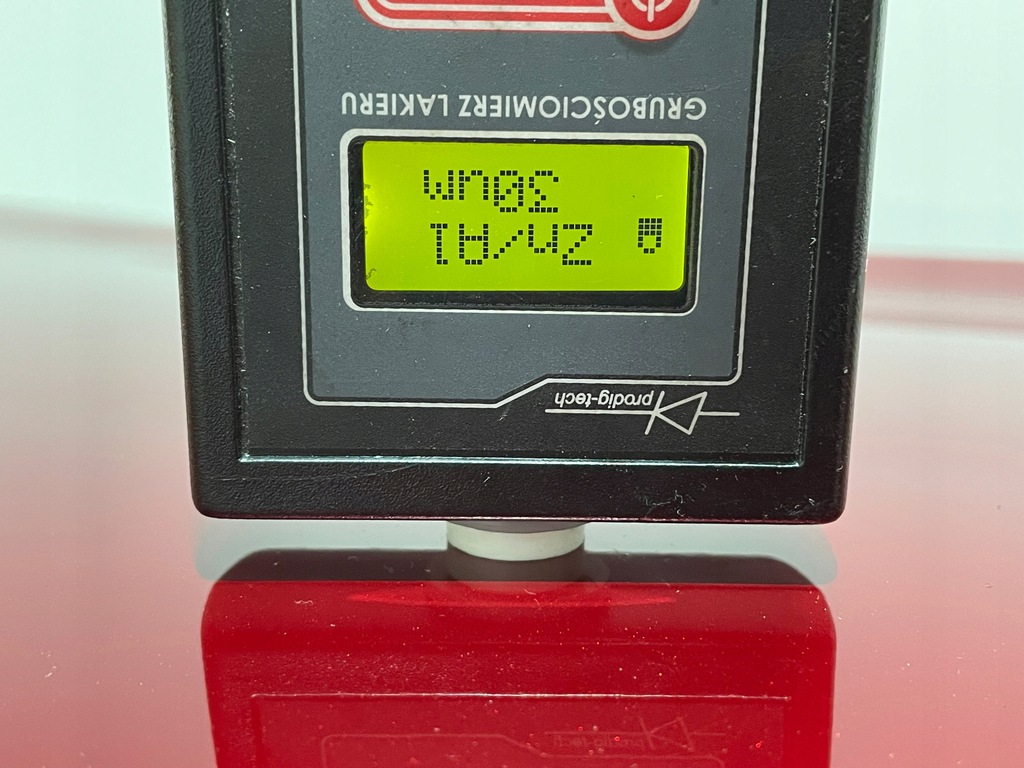 prodig-tech
Zn/Al
30um
GRUBOŚCIOMIERZ LAKIERU